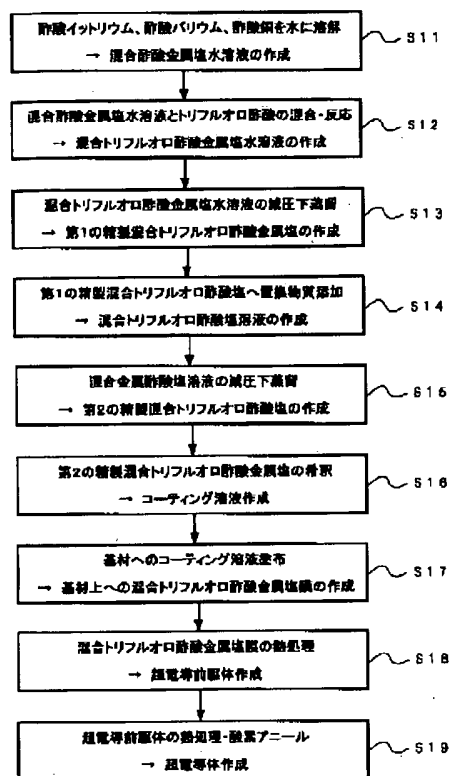 酢酸イットリウム、酢酸バリウム、酢酸銅を水に溶解
→ 混合酢酸金属塩水溶液の作成
S11
混合酢酸金属塩水溶液とトリフルオロ酢酸の混合・反応
→ 混合トリフルオロ酢酸金属塩水溶液の作成
S12
混合トリフルオロ酢酸金属塩水溶液の減圧下蒸留
→ 第1の精製混合トリフルオロ酢酸金属塩の作成
S13
第1の精製混合トリフルオロ酢酸塩へ置換物質添加
→ 混合トリフルオロ酢酸塩溶液の作成
S14
混合金属酢酸塩溶液の減圧下蒸留
→ 第2の精製混合トリフルオロ酢酸塩の作成
S15
第2の精製混合トリフルオロ酢酸金属塩の希釈
→ コーティング溶液作成
S16
基材へのコーティング溶液塗布
→ 基材上への混合トリフルオロ酢酸金属塩膜の作成
S17
混合トリフルオロ酢酸金属塩膜の熱処理
→ 超電導前駆体作成
S18
超電導前駆体の熱処理・酸素アニール
→ 超電導体作成
S19